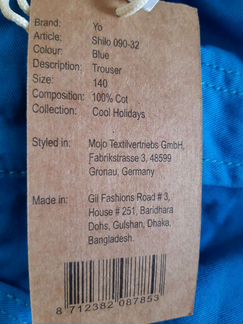 Brand: Yo
Article: Shilo 090-32
Colour: Blue
Description: Trouser
Size: 140
Composition: 100% Cot
Collection: Cool Holidays
Styled in: Mojo Textilvertriebs GmbH,
Fabrikstrasse 3, 48599
Gronau, Germany
Made in: Gil Fashions Road # 3,
House # 251, Baridhara
Dohs, Gulshan, Dhaka,
Bangladesh.
8 712382 087853